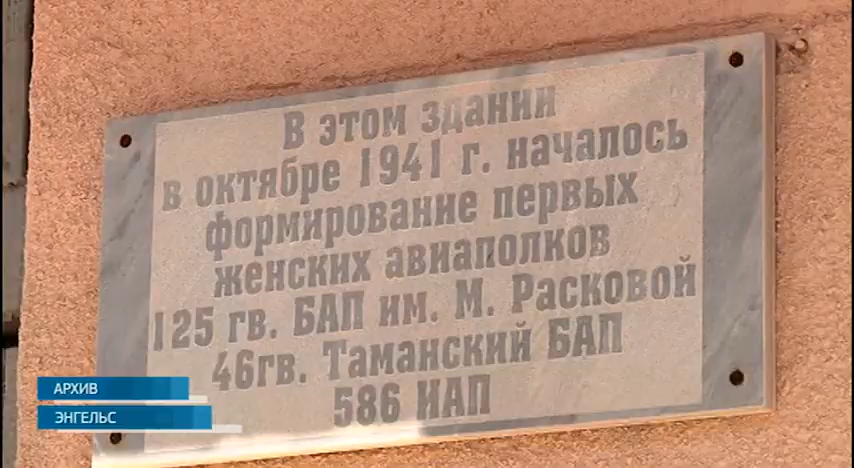 В этом здании
в октябре 1941 г. началось
формирование первых
женских авиаполков
125 гв. БАП им. М. Расковой
46гв. Таманский БАП
586 ИАП
АРХИВ
ЭНГЕЛЬС